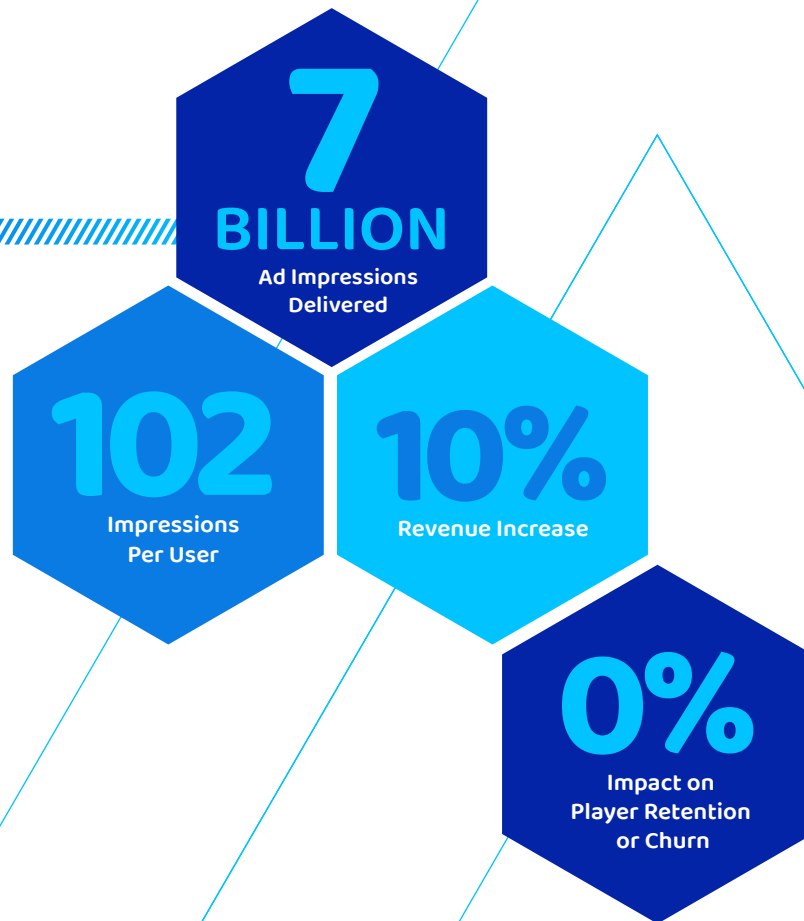 7
BILLION
Ad Impressions
Delivered
102
Impressions
Per User
10%
Revenue Increase
0%
Impact on
Player Retention
or Churn